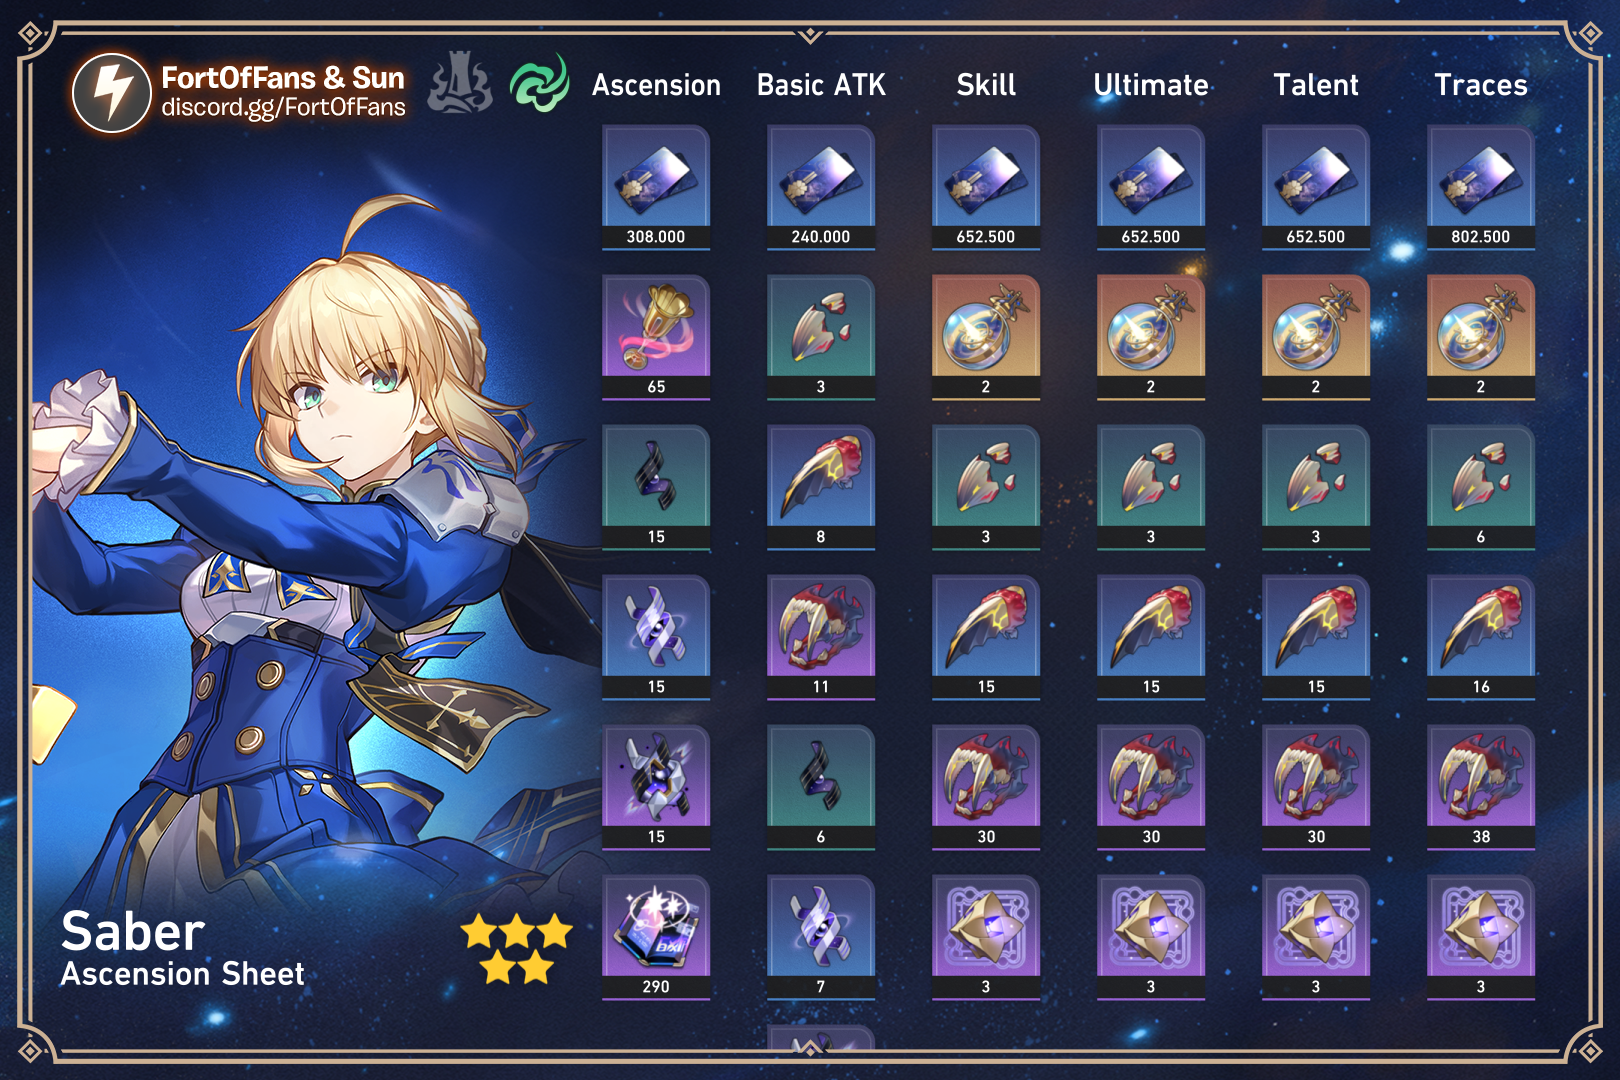 FortOfFans & Sun
discord.gg/FortOfFans
Ascension Basic ATK Skill Ultimate Talent Traces
308.000 240.000 652.500 652.500 652.500 802.500
65 3 2 2 2 2
15 8 3 3 3 6
15 11 15 15 15 16
15 6 30 30 30 38
290 7 3 3 3 3
Saber
Ascension Sheet